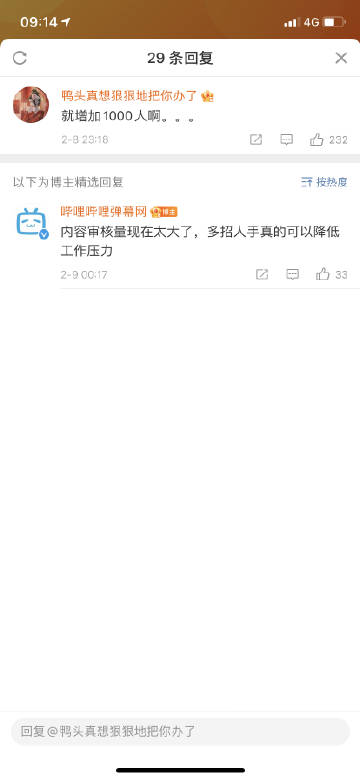 09:14
4G
29 条回复
鸭头真想狠狠地把你办了
就增加1000人啊。。。
2-8 23:16
232
以下为博主精选回复
按热度
哔哩哔哩弹幕网 博主
内容审核量现在太大了，多招人手真的可以降低
工作压力
2-9 00:17
33
回复@鸭头真想狠狠地把你办了